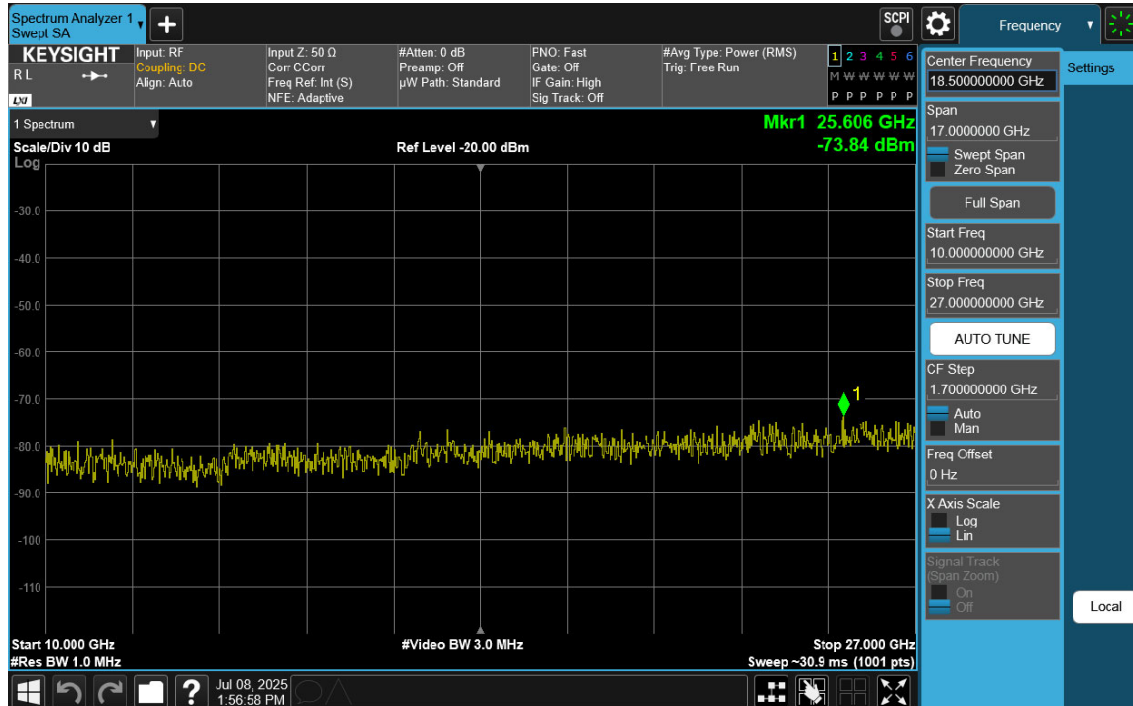 Spectrum Analyzer 1
Swept SA
SCPI
Frequency
KEYSIGHT
R L
LXI
Input: RF
Coupling: DC
Align: Auto
Input Z: 50 Ω
Corr CCorr
Freq Ref: Int (S)
NFE: Adaptive
#Atten: 0 dB
Preamp: Off
µW Path: Standard
PNO: Fast
Gate: Off
IF Gain: High
Sig Track: Off
#Avg Type: Power (RMS)
Trig: Free Run
1 2 3 4 5 6
M W W W W W
P P P P P P
1 Spectrum
Scale/Div 10 dB
Log
Ref Level -20.00 dBm
Mkr1 25.606 GHz
-73.84 dBm
-30.0
-40.0
-50.0
-60.0
-70.0
-80.0
-90.0
-100
-110
1
Start 10.000 GHz
#Res BW 1.0 MHz
#Video BW 3.0 MHz
Stop 27.000 GHz
Sweep ~30.9 ms (1001 pts)
Center Frequency
18.500000000 GHz
Span
17.0000000 GHz
Swept Span
Zero Span
Full Span
Start Freq
10.000000000 GHz
Stop Freq
27.000000000 GHz
AUTO TUNE
CF Step
1.700000000 GHz
Auto
Man
Freq Offset
0 Hz
X Axis Scale
Log
Lin
Signal Track
(Span Zoom)
On
Off
Settings
Local
?
Jul 08, 2025
1:56:58 PM